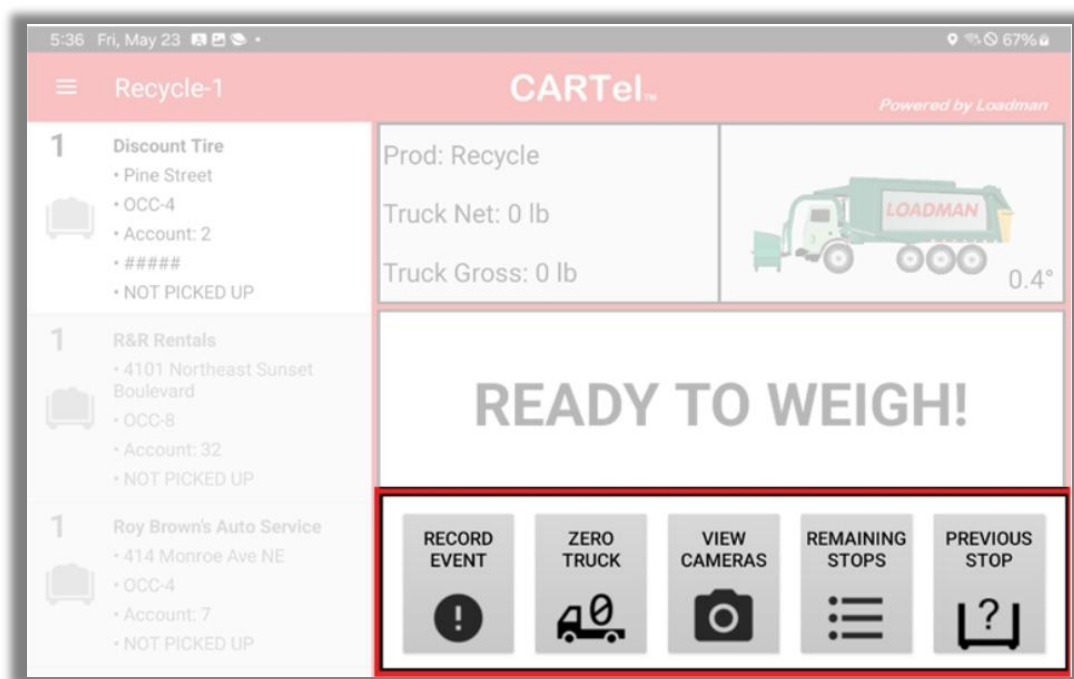 5:36 Fri, May 23
67%
Recycle-1
CARTel™
Powered by Loadman
1
Discount Tire
• Pine Street
• OCC-4
• Account: 2
• #####
• NOT PICKED UP
1
R&R Rentals
• 4101 Northeast Sunset
Boulevard
• OCC-8
• Account: 32
• NOT PICKED UP
1
Roy Brown's Auto Service
• 414 Monroe Ave NE
• OCC-4
• Account: 7
• NOT PICKED UP
Prod: Recycle
Truck Net: 0 lb
Truck Gross: 0 lb
LOADMAN
0.4°
READY TO WEIGH!
RECORD
EVENT
!
ZERO
TRUCK
0
VIEW
CAMERAS
REMAINING
STOPS
PREVIOUS
STOP
?